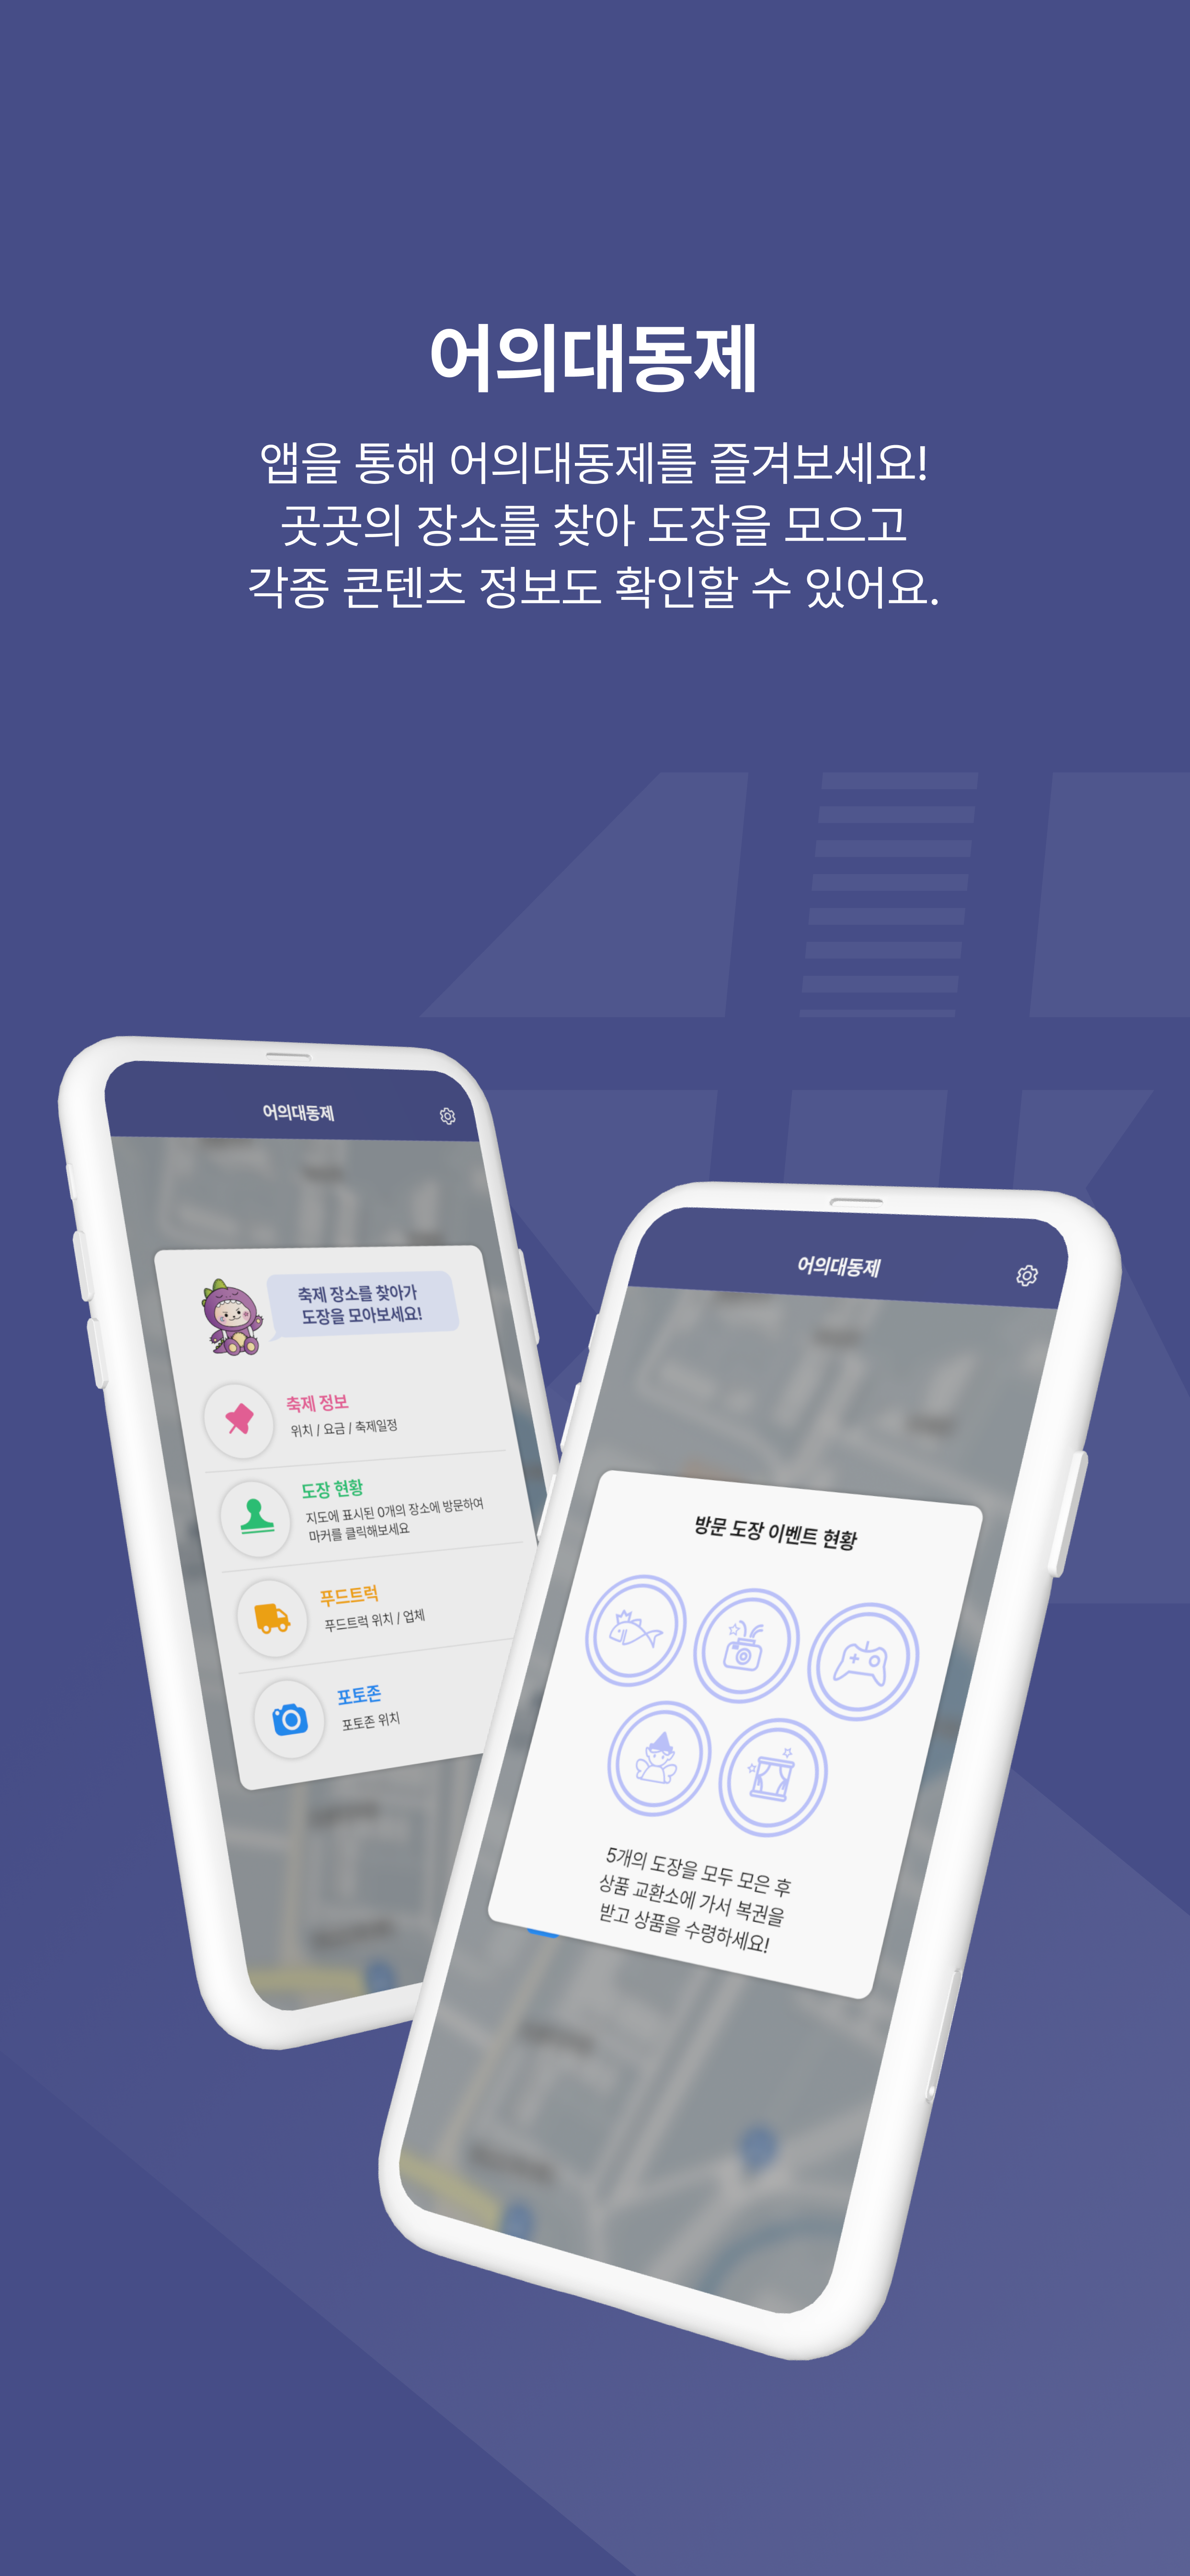 어의대동제
앱을 통해 어의대동제를 즐겨보세요!
곳곳의 장소를 찾아 도장을 모으고
각종 콘텐츠 정보도 확인할 수 있어요.
어의대동제
축제 장소를 찾아가
도장을 모아보세요!
축제 정보
위치 / 요금 / 축제일정
도장 현황
지도에 표시된 0개의 장소에 방문하여
마커를 클릭해보세요
푸드트럭
푸드트럭 위치 / 업체
포토존
포토존 위치
어의대동제
방문 도장 이벤트 현황
5개의 도장을 모두 모은 후
상품 교환소에 가서 복권을
받고 상품을 수령하세요!